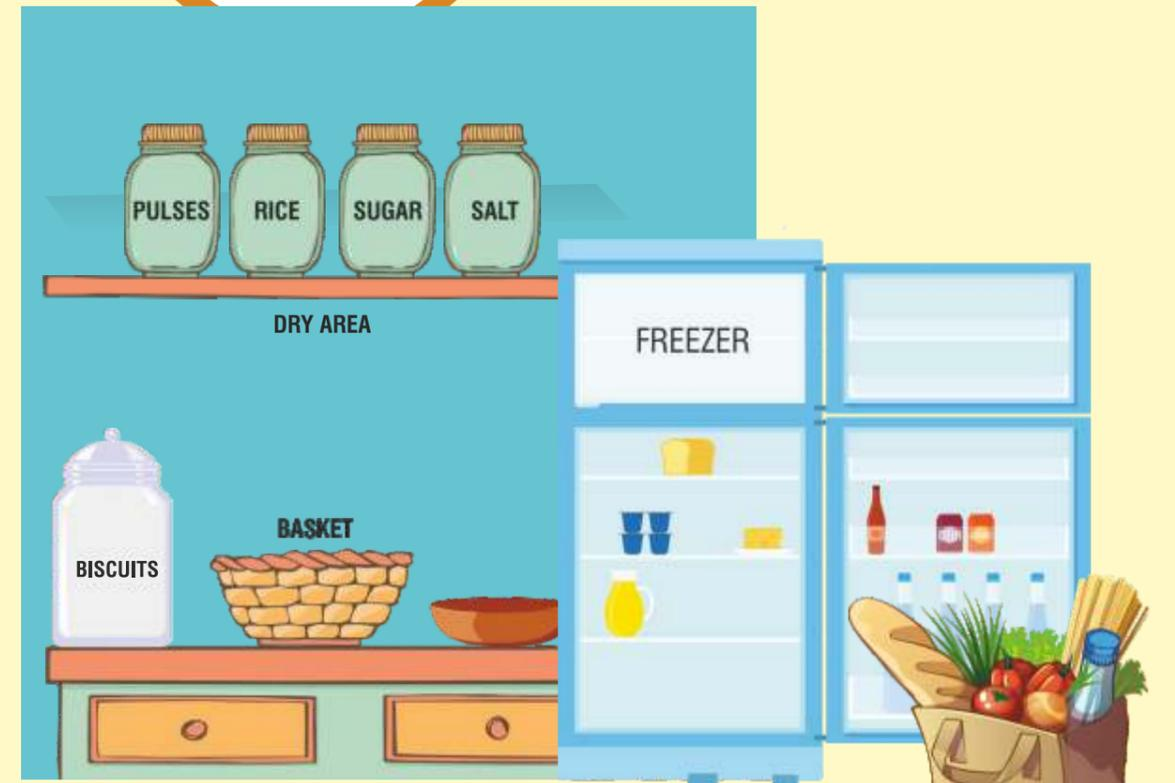 PULSES
RICE
SUGAR
SALT
DRY AREA
FREEZER
BASKET
BISCUITS